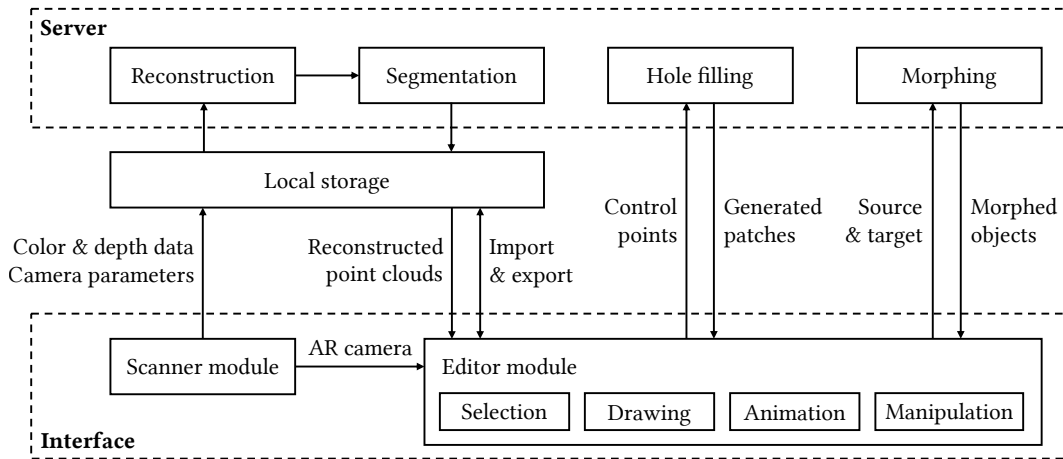 Server
Reconstruction
Segmentation
Hole filling
Morphing
Local storage
Color & depth data
Camera parameters
Reconstructed
point clouds
Import
& export
Control
points
Generated
patches
Source
& target
Morphed
objects
Scanner module
AR camera
Editor module
Selection
Drawing
Animation
Manipulation
Interface